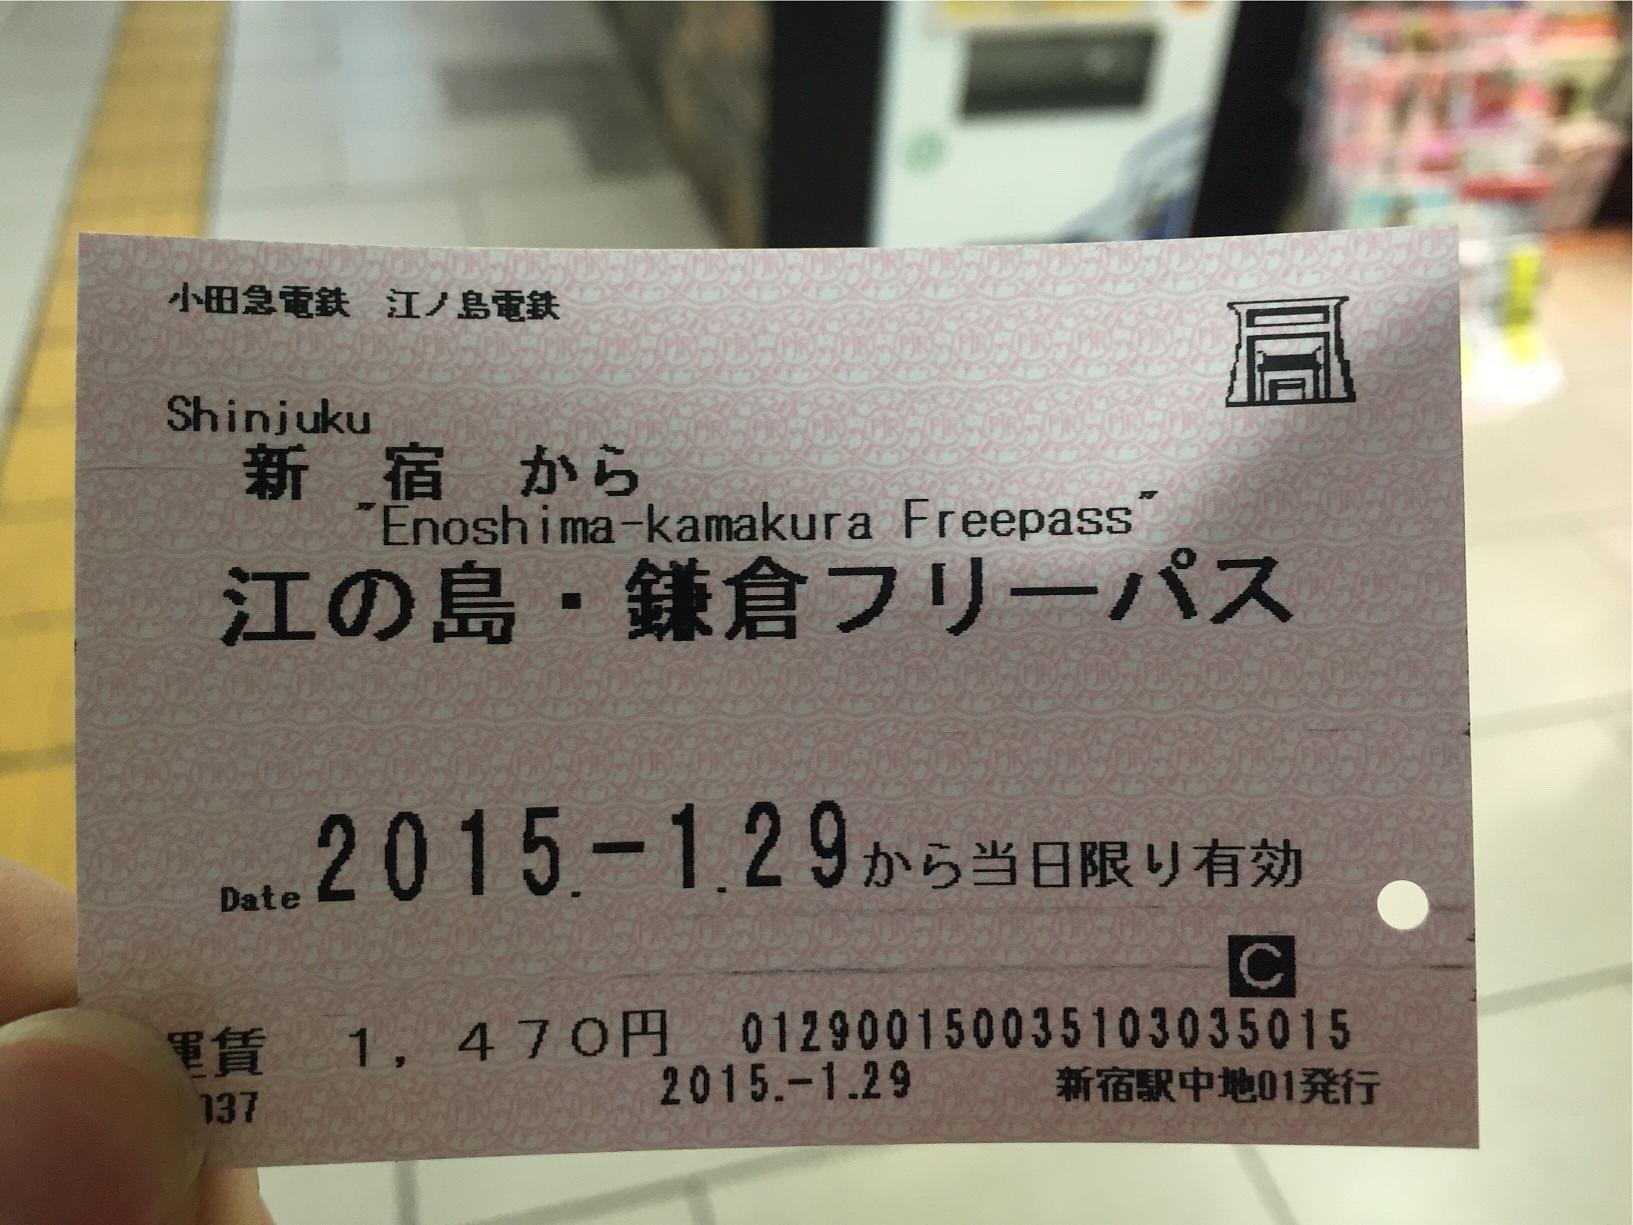 小田急電鉄　江ノ島電鉄
Shinjuku
新　宿　から
"Enoshima-kamakura Freepass"
江の島・鎌倉フリーパス
Date 2015.-1.29から当日限り有効
C
運賃　1,470円　012900150035103035015
2015.-1.29　新宿駅中地01発行
037